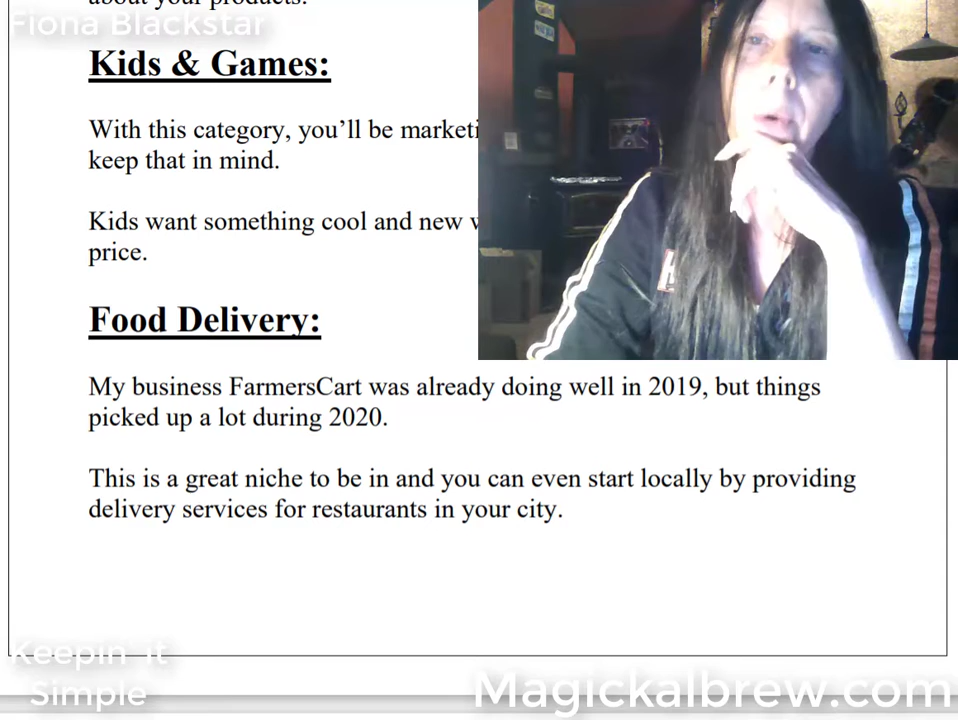 about your products.
Fiona Blackstar
Kids & Games:
With this category, you'll be marketi
keep that in mind.
Kids want something cool and new
price.
Food Delivery:
My business FarmersCart was already doing well in 2019, but things
picked up a lot during 2020.
This is a great niche to be in and you can even start locally by providing
delivery services for restaurants in your city.
Keepin' it
Simple
Magickalbrew.com